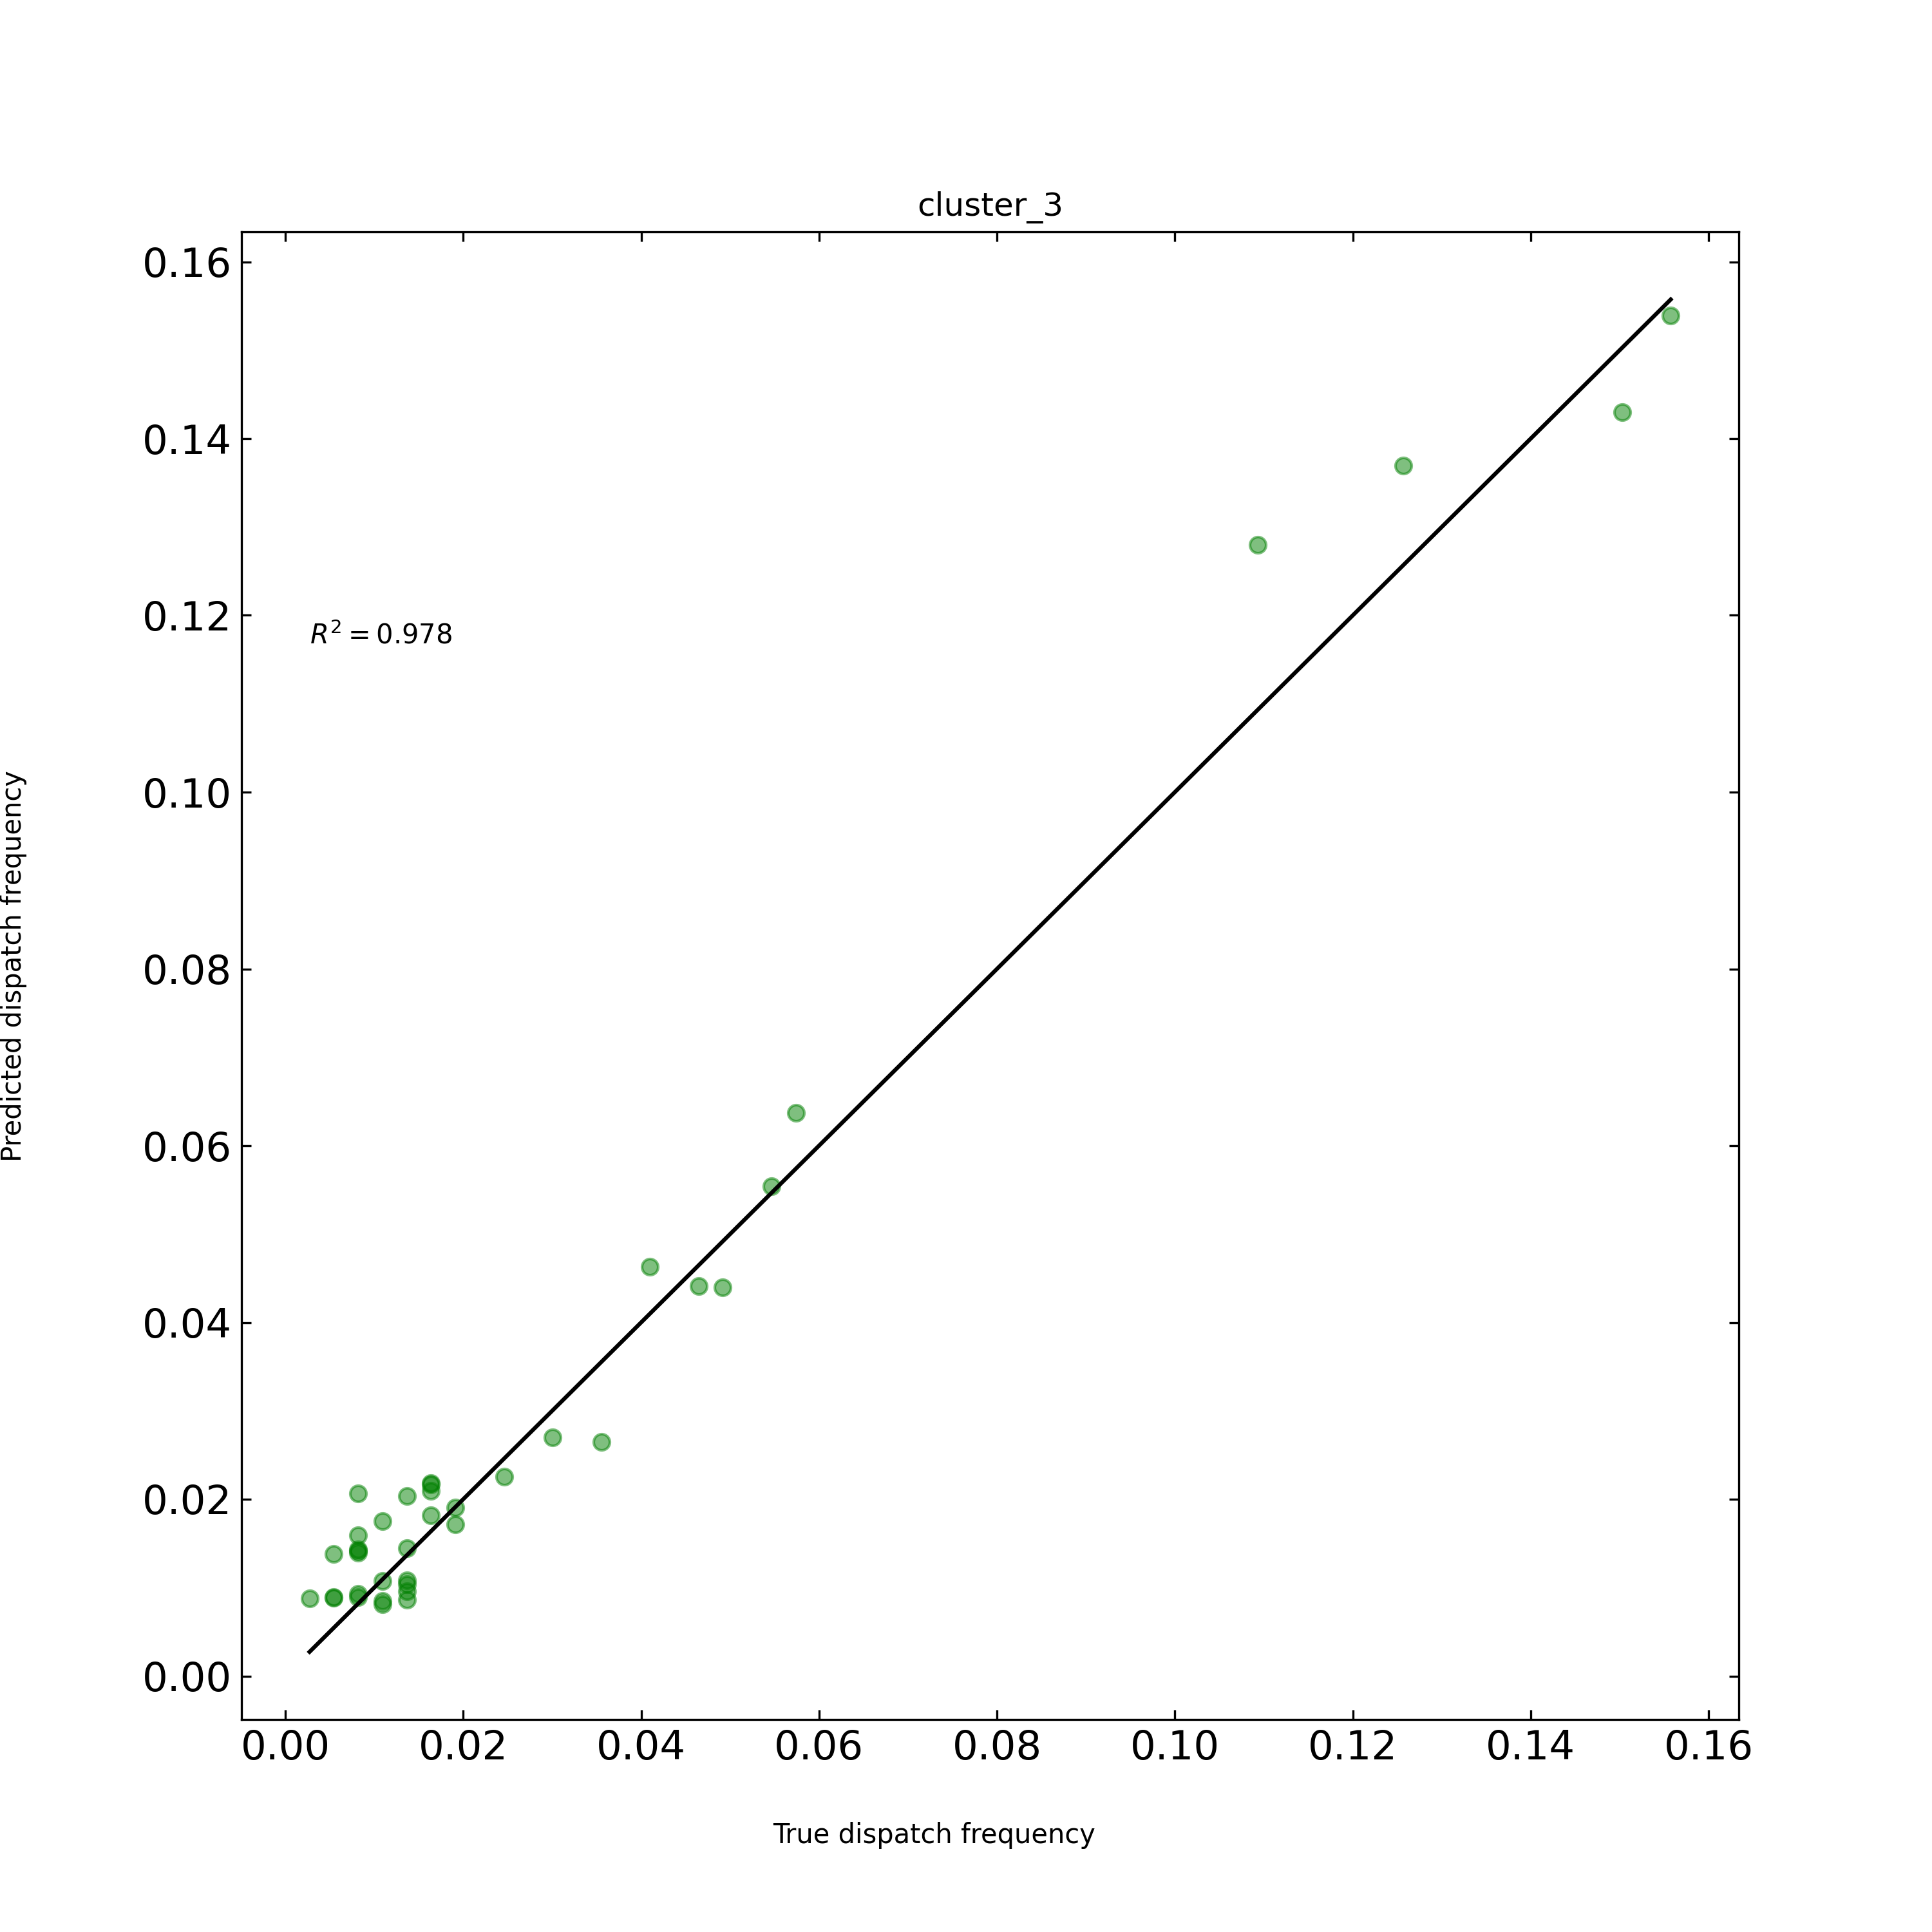 cluster_3
0.16
0.14
0.12
R² = 0.978
0.10
0.08
Predicted dispatch frequency
0.06
0.04
0.02
0.00
0.00 0.02 0.04 0.06 0.08 0.10 0.12 0.14 0.16
True dispatch frequency